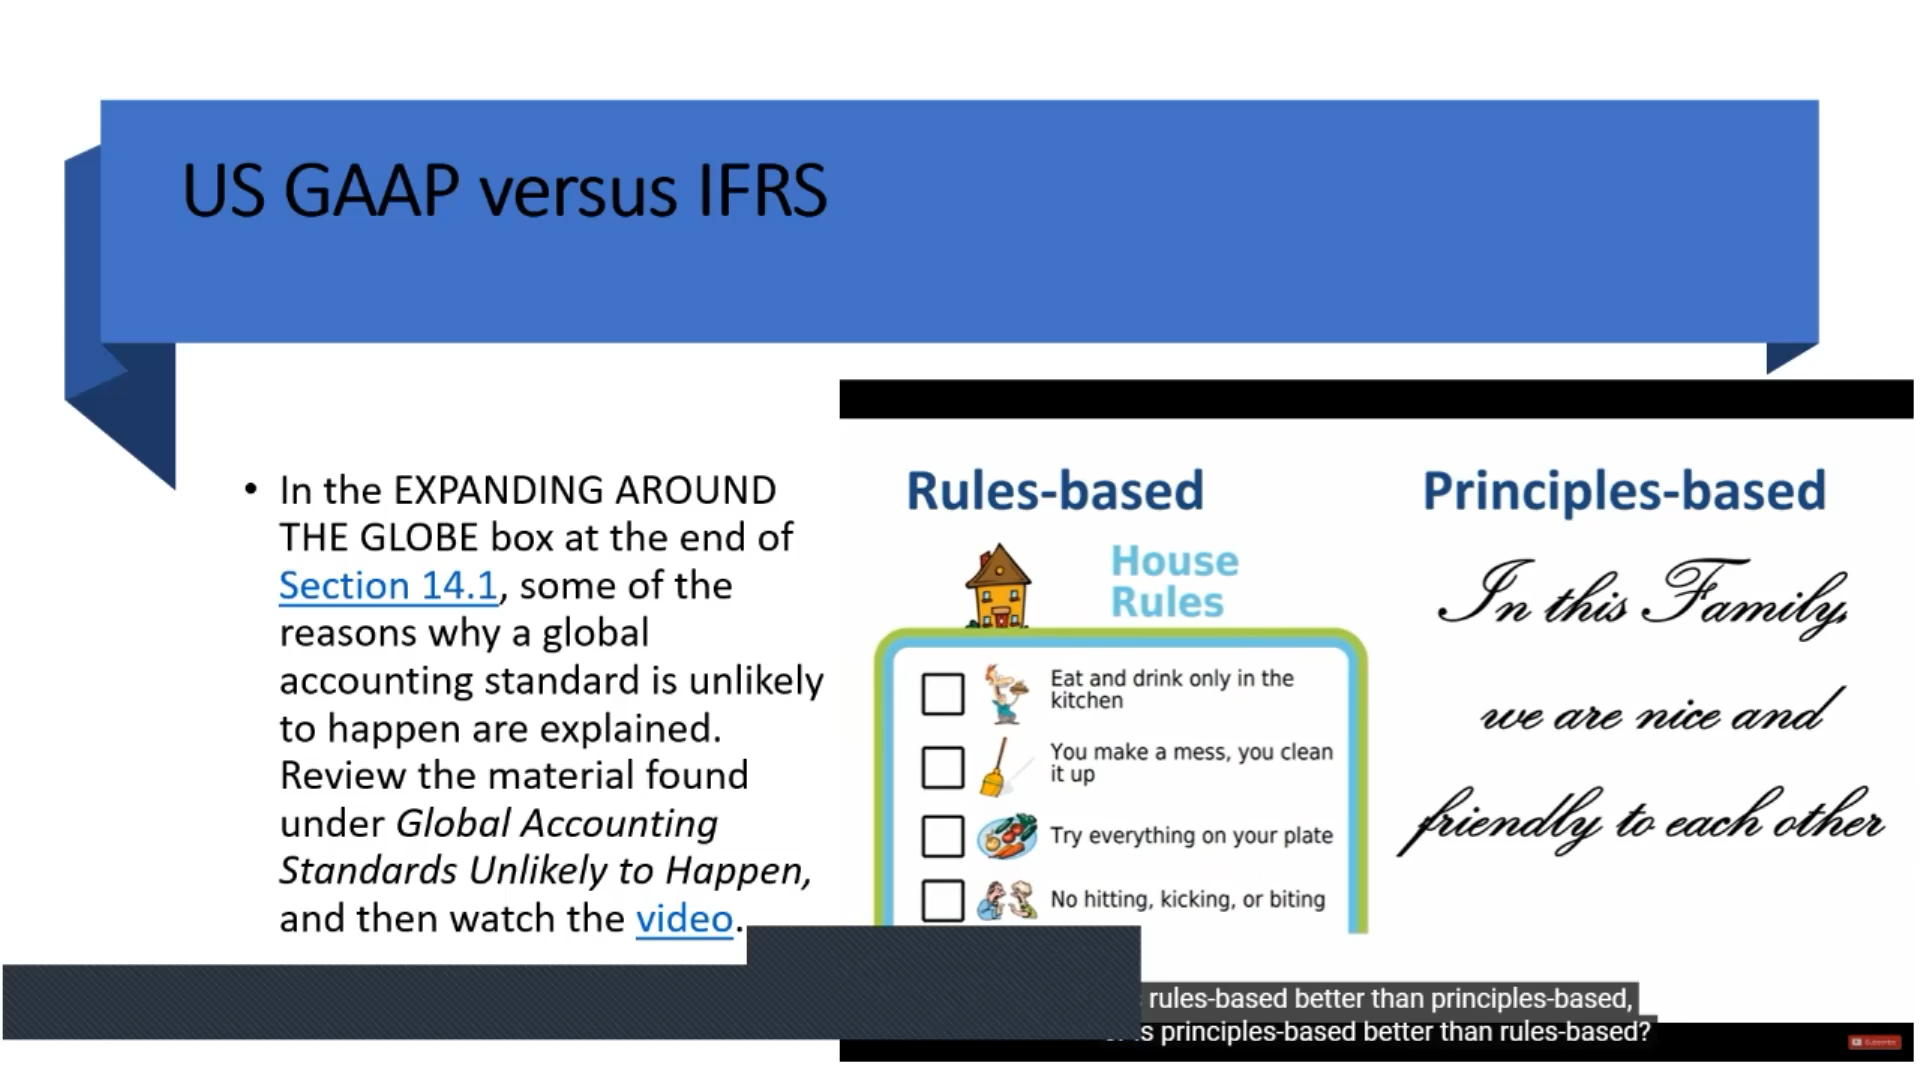 US GAAP versus IFRS
• In the EXPANDING AROUND
THE GLOBE box at the end of
Section 14.1, some of the
reasons why a global
accounting standard is unlikely
to happen are explained.
Review the material found
under Global Accounting
Standards Unlikely to Happen,
and then watch the video.
Rules-based
House
Rules
Eat and drink only in the
kitchen
You make a mess, you clean
it up
Try everything on your plate
No hitting, kicking, or biting
Principles-based
In this Family,
we are nice and
friendly to each other
rules-based better than principles-based,
principles-based better than rules-based?
Subscribe